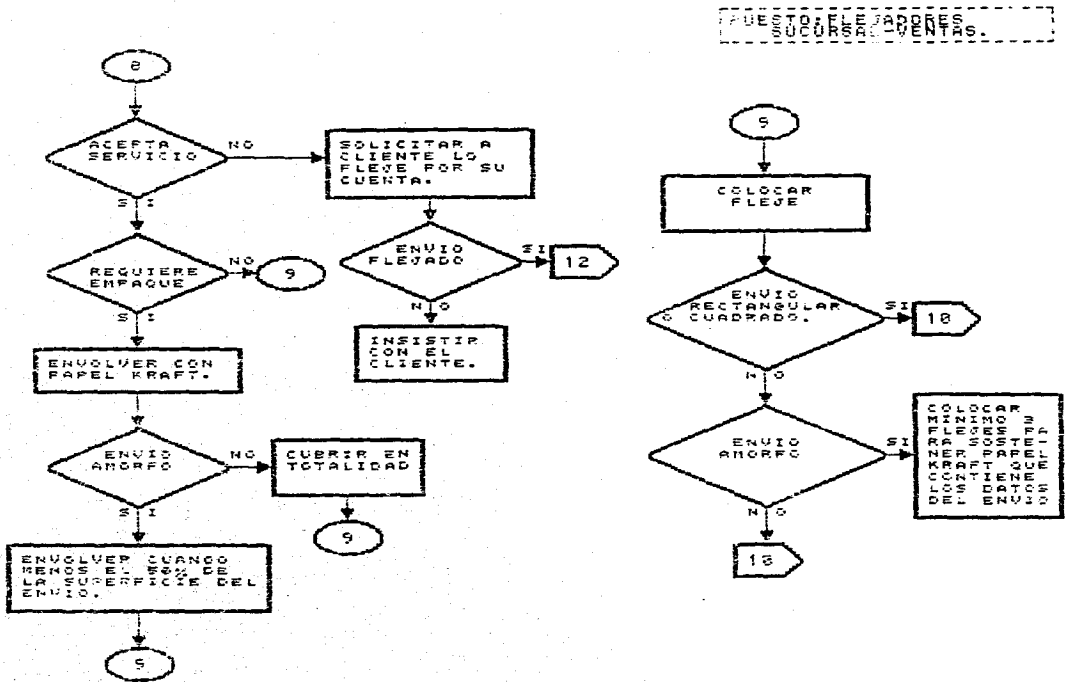 PUESTO: FLEJADORES
SUCURSAL-VENTAS.
8
ACEPTA
SERVICIO
NO
SI
SOLICITAR A
CLIENTE LO
FLEJE POR SU
CUENTA.
REQUIERE
EMPAQUE
NO
9
SI
ENVIO
FLEJADO
SI
12
NO
INSISTIR
CON EL
CLIENTE.
ENVOLVER CON
PAPEL KRAFT.
ENVIO
AMORFO
NO
CUBRIR EN
TOTALIDAD
9
SI
ENVOLVER CUANDO
MENOS EL 50% DE
LA SUPERFICIE DEL
ENVIO.
9
9
COLOCAR
FLEJE
ENVIO
RECTANGULAR
O CUADRADO.
SI
10
NO
ENVIO
AMORFO
SI
COLOCAR
MINIMO 3
FLEJES PA
RA SOSTE-
NER PAPEL
KRAFT QUE
CONTIENE
LOS DATOS
DEL ENVIO
NO
10